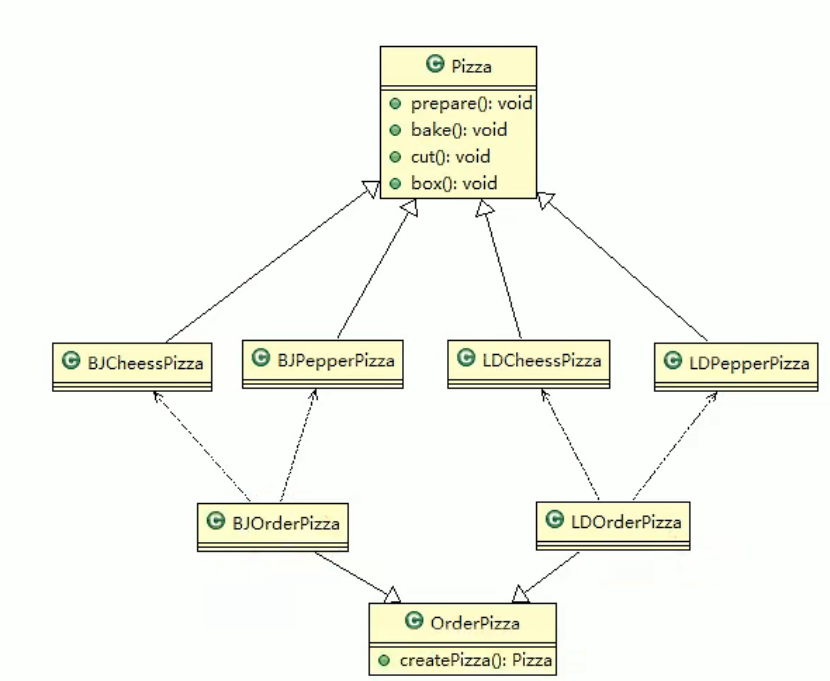 Pizza
prepare(): void
bake(): void
cut(): void
box(): void
BJCheessPizza
BJPepperPizza
LDCheessPizza
LDPepperPizza
BJOrderPizza
LDOrderPizza
OrderPizza
createPizza(): Pizza